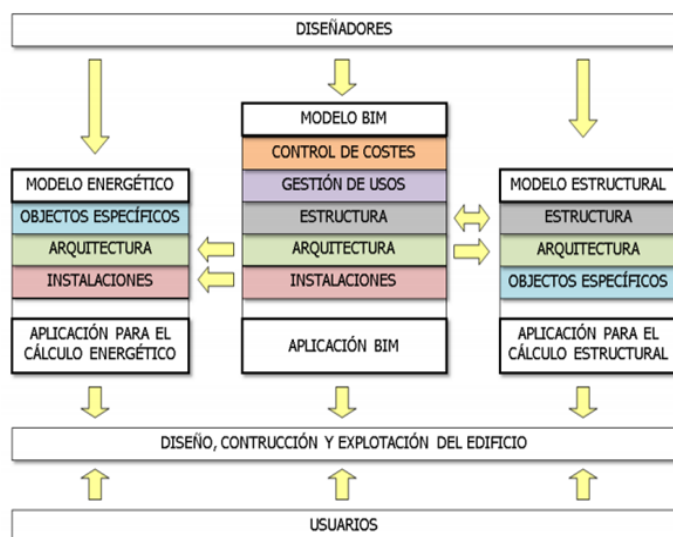 DISEÑADORES
MODELO BIM
CONTROL DE COSTES
MODELO ENERGÉTICO
GESTIÓN DE USOS
MODELO ESTRUCTURAL
OBJECTOS ESPECÍFICOS
ESTRUCTURA
ESTRUCTURA
ARQUITECTURA
ARQUITECTURA
ARQUITECTURA
INSTALACIONES
INSTALACIONES
OBJECTOS ESPECÍFICOS
APLICACIÓN PARA EL
CÁLCULO ENERGÉTICO
APLICACIÓN BIM
APLICACIÓN PARA EL
CÁLCULO ESTRUCTURAL
DISEÑO, CONTRUCCIÓN Y EXPLOTACIÓN DEL EDIFICIO
USUARIOS